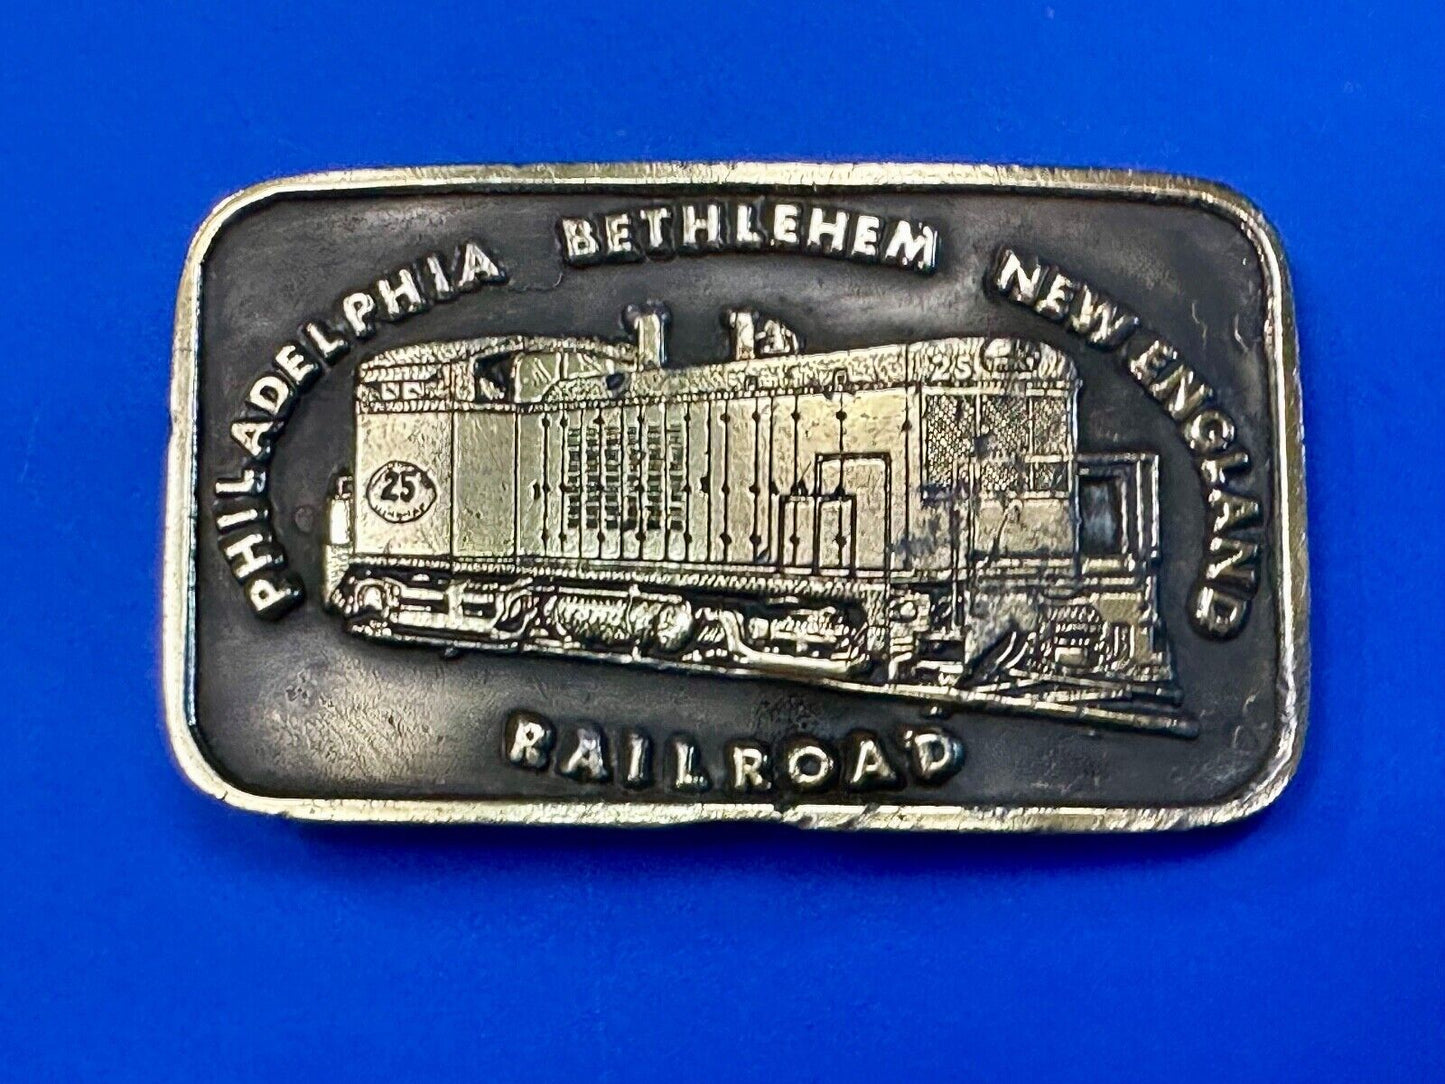 PHILADELPHIA BETHLEHEM NEW ENGLAND
25
25
RAILROAD